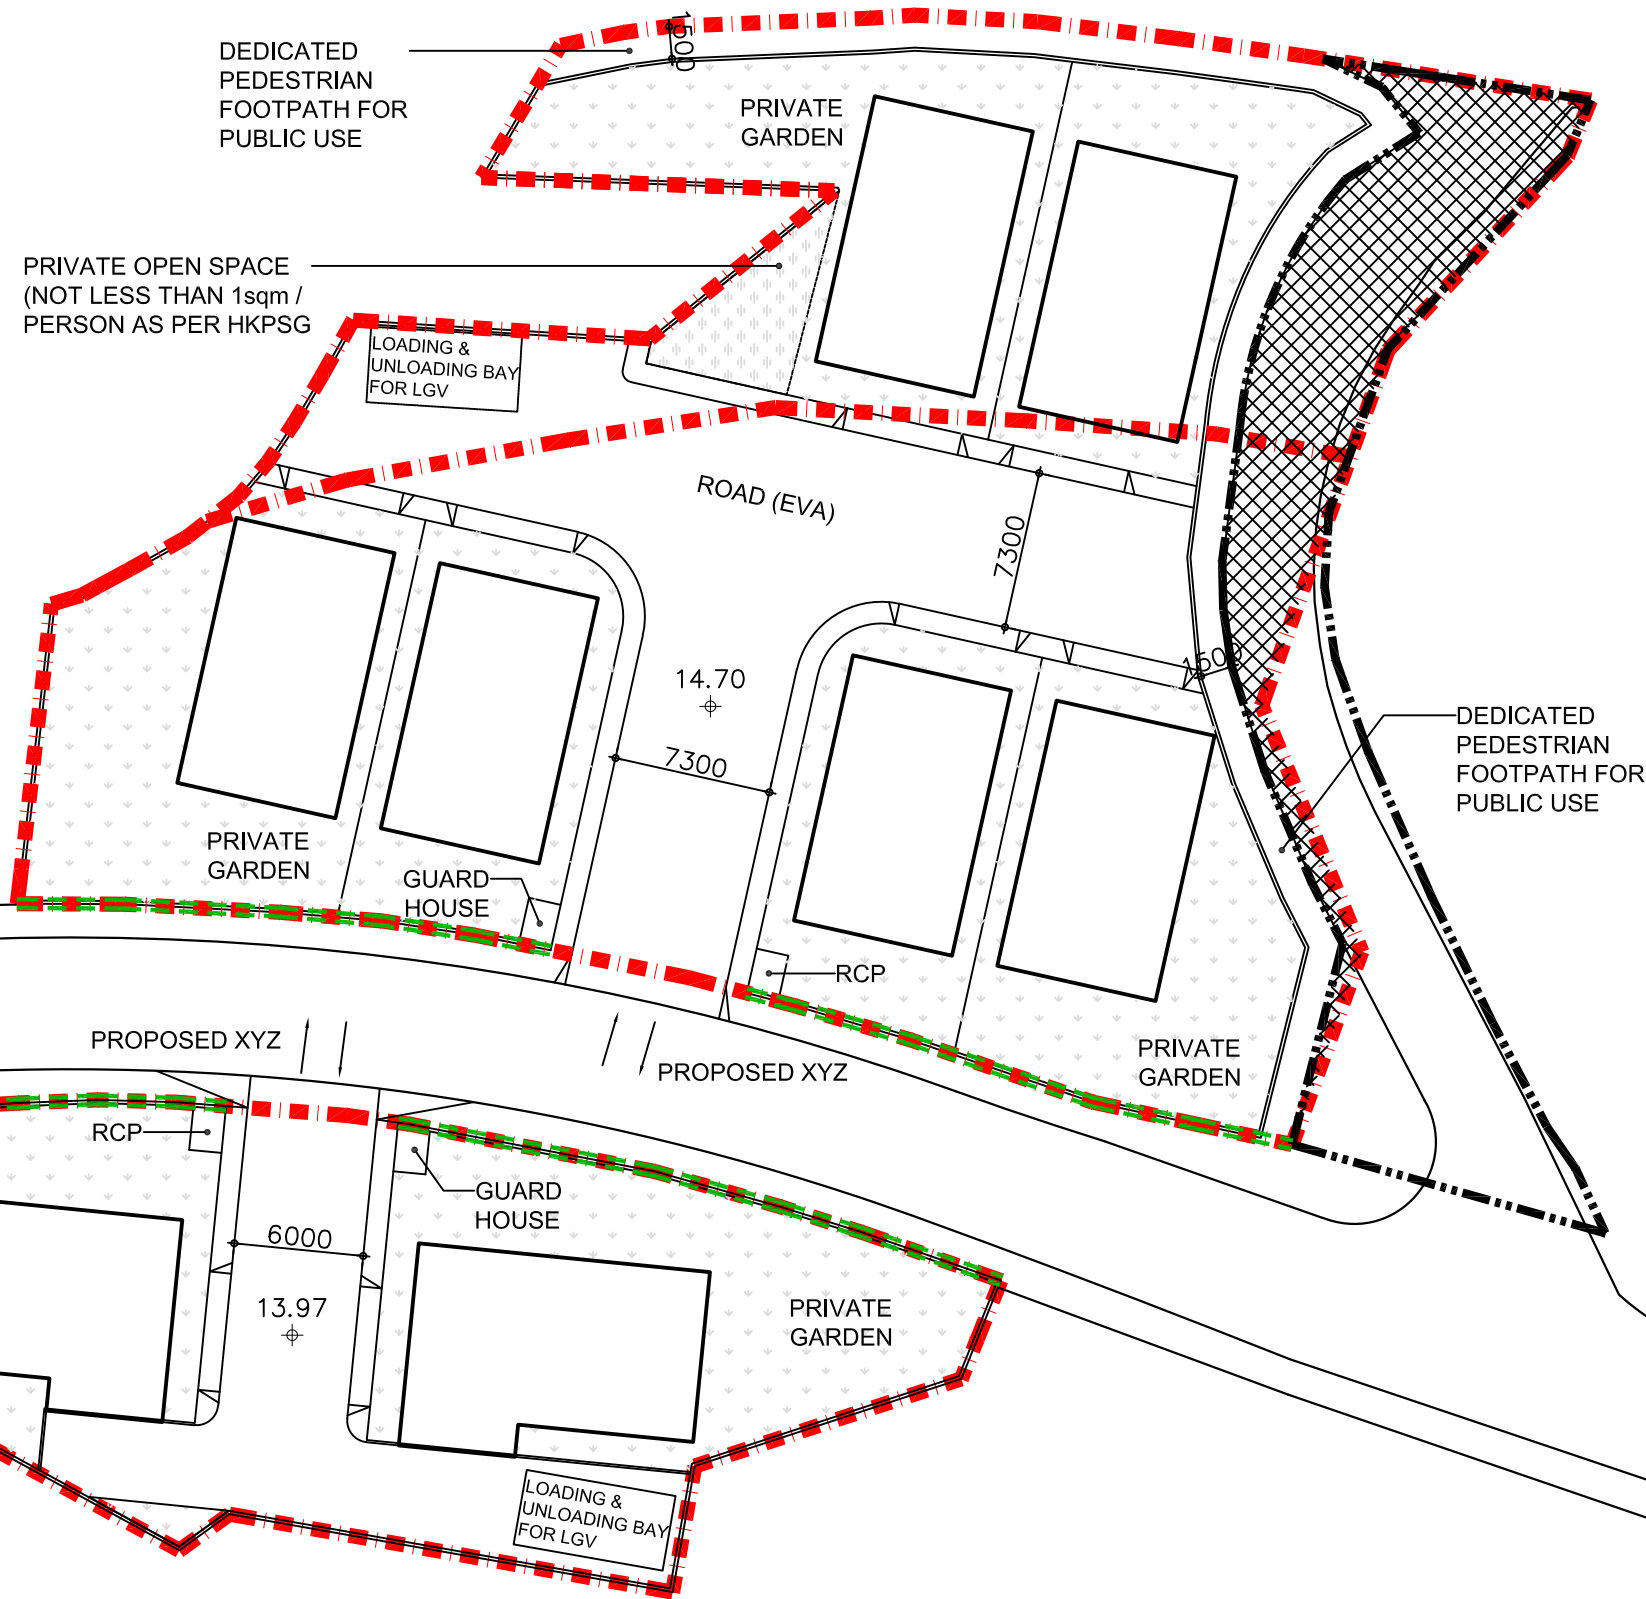 1500
DEDICATED
PEDESTRIAN
FOOTPATH FOR
PUBLIC USE
PRIVATE
GARDEN
PRIVATE OPEN SPACE
(NOT LESS THAN 1sqm /
PERSON AS PER HKPSG
LOADING &
UNLOADING BAY
FOR LGV
ROAD (EVA)
7300
14.70
7300
1500
DEDICATED
PEDESTRIAN
FOOTPATH FOR
PUBLIC USE
PRIVATE
GARDEN
GUARD
HOUSE
RCP
PROPOSED XYZ
PROPOSED XYZ
PRIVATE
GARDEN
RCP
GUARD
HOUSE
6000
13.97
PRIVATE
GARDEN
LOADING &
UNLOADING BAY
FOR LGV